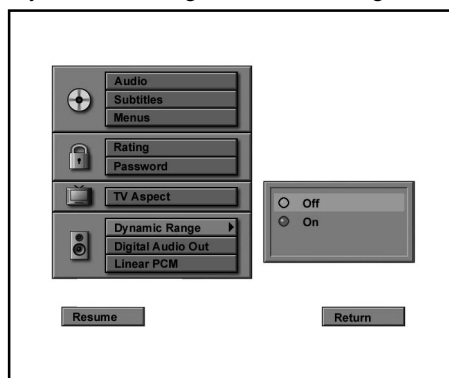 Audio
Subtitles
Menus
Rating
Password
TV Aspect
Dynamic Range
Digital Audio Out
Linear PCM
Off
On
Resume
Return